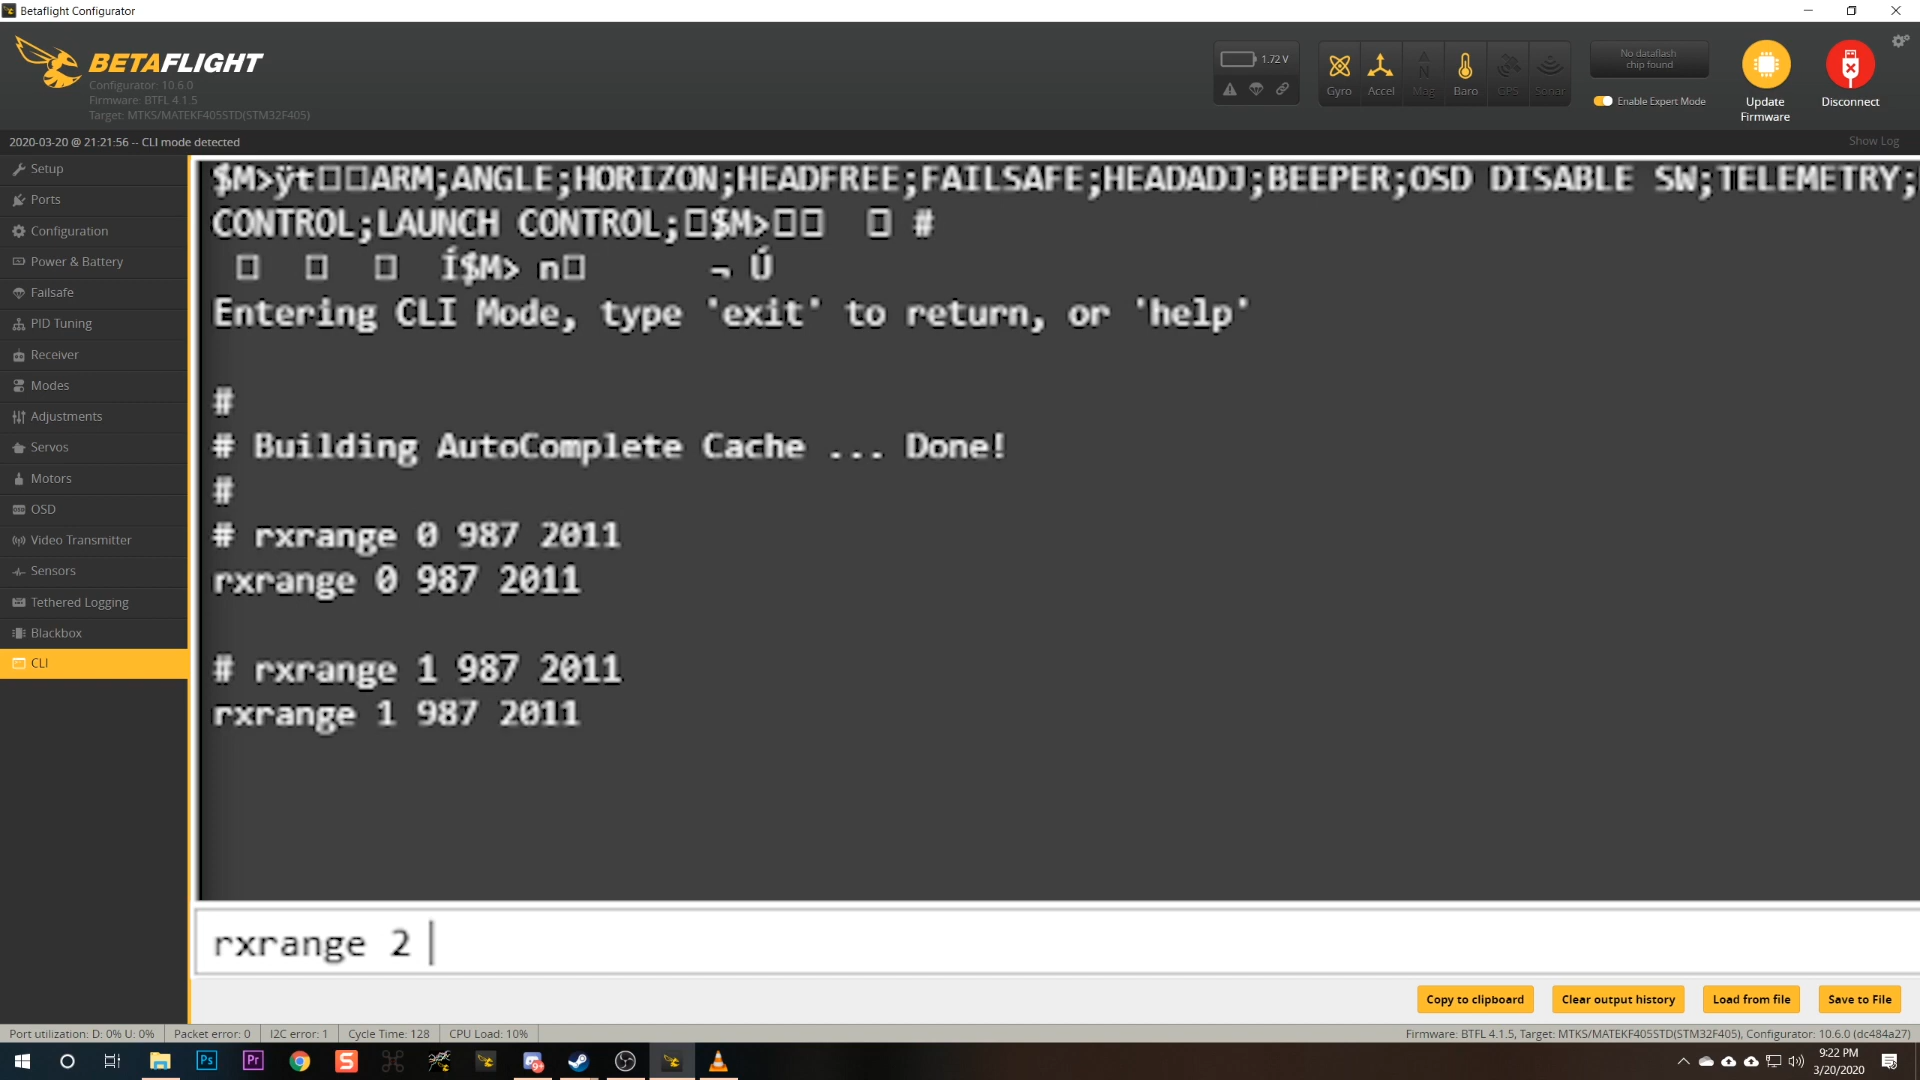 Betaflight Configurator
BETAFLIGHT
Configurator: 10.6.0
Firmware: BTFL 4.1.5
Target: MTKS/MATEKF405STD(STM32F405)
1.72 V
Gyro
Accel
Mag
Baro
GPS
Sonar
No dataflash
chip found
Enable Expert Mode
Update
Firmware
Disconnect
2020-03-20 @ 21:21:56 -- CLI mode detected
Show Log
Setup
Ports
Configuration
Power & Battery
Failsafe
PID Tuning
Receiver
Modes
Adjustments
Servos
Motors
OSD
Video Transmitter
Sensors
Tethered Logging
Blackbox
CLI
$M>ÿt□□ARM;ANGLE;HORIZON;HEADFREE;FAILSAFE;HEADADJ;BEEPER;OSD DISABLE SW;TELEMETRY;
CONTROL;LAUNCH CONTROL;□$M>□□ □ #
□ □ □ Í$M> n□ ¬ Ú
Entering CLI Mode, type 'exit' to return, or 'help'
#
# Building AutoComplete Cache ... Done!
#
# rxrange 0 987 2011
rxrange 0 987 2011
# rxrange 1 987 2011
rxrange 1 987 2011
rxrange 2
Copy to clipboard
Clear output history
Load from file
Save to File
Port utilization: D: 0% U: 0%
Packet error: 0
I2C error: 1
Cycle Time: 128
CPU Load: 10%
Firmware: BTFL 4.1.5, Target: MTKS/MATEKF405STD(STM32F405), Configurator: 10.6.0 (dc484a27)
Ps
Pr
S
9+
9:22 PM
3/20/2020